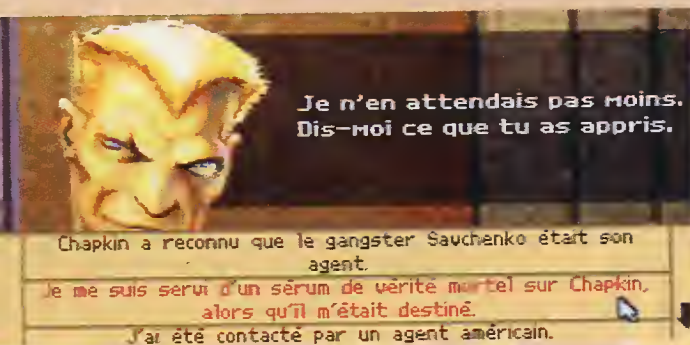 Je n'en attendais pas moins.
Dis-moi ce que tu as appris.
Chapkin a reconnu que le gangster Savchenko était son
agent.
Je me suis servi d'un sérum de vérité mortel sur Chapkin,
alors qu'il m'était destiné.
J'ai été contacté par un agent américain.